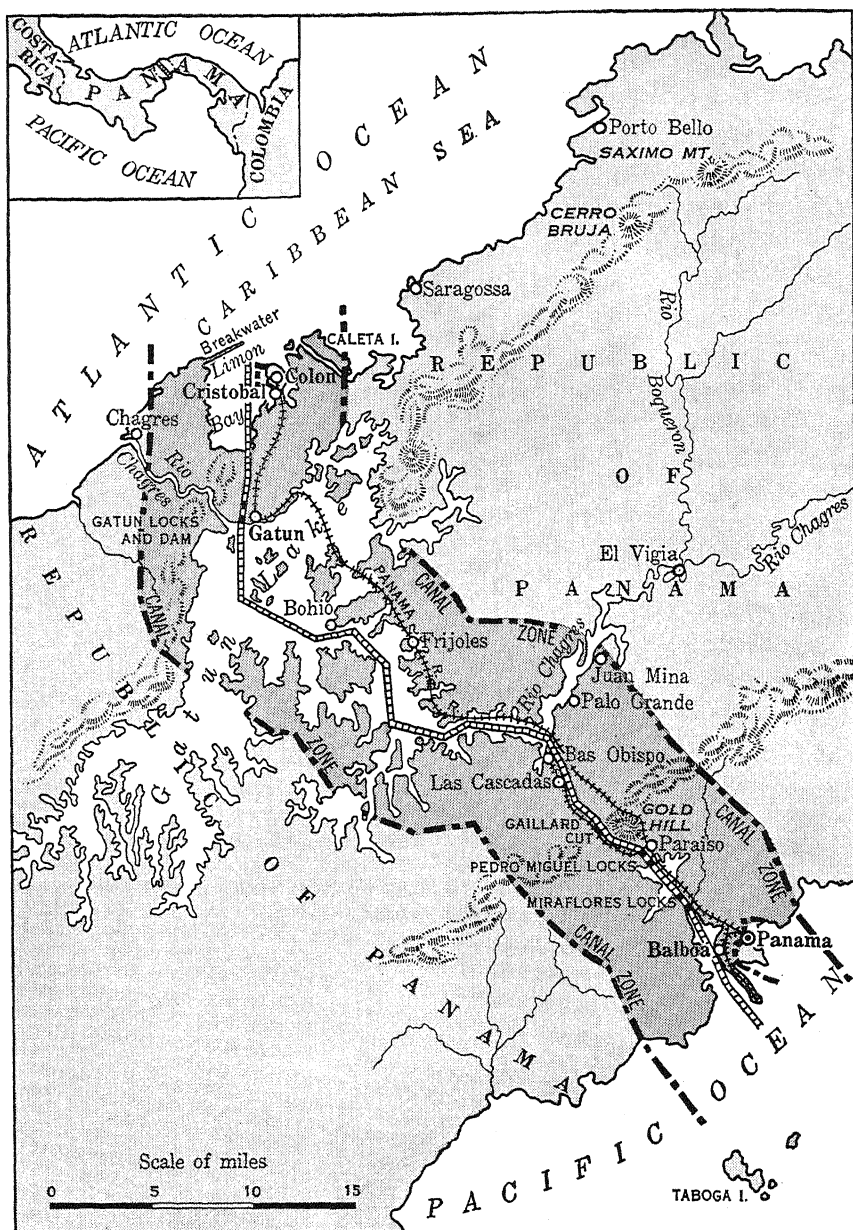 COSTA
RICA
ATLANTIC OCEAN
PANAMA
COLOMBIA
PACIFIC OCEAN
ATLANTIC OCEAN
CARIBBEAN SEA
Porto Bello
SAXIMO MT.
CERRO
BRUJA
Saragossa
Breakwater
Limon
Bay
CALETA I.
Colon
Cristobal
REPUBLIC
OF
PANAMA
Rio
Boqueron
Chagres
Rio
Chagres
GATUN LOCKS
AND DAM
Gatun
El Vigia
Rio Chagres
REPUBLIC
OF
PANAMA
CANAL
ZONE
Gatun
Lake
Bohio
PANAMA
R.R.
Frijoles
CANAL
ZONE
Rio Chagres
Juan Mina
Palo Grande
Bas Obispo
Las Cascadas
GOLD
HILL
GAILLARD
CUT
Paraiso
PEDRO MIGUEL LOCKS
MIRAFLORES LOCKS
CANAL
ZONE
CANAL
ZONE
Balboa
Panama
PACIFIC OCEAN
TABOGA I.
Scale of miles
0 5 10 15